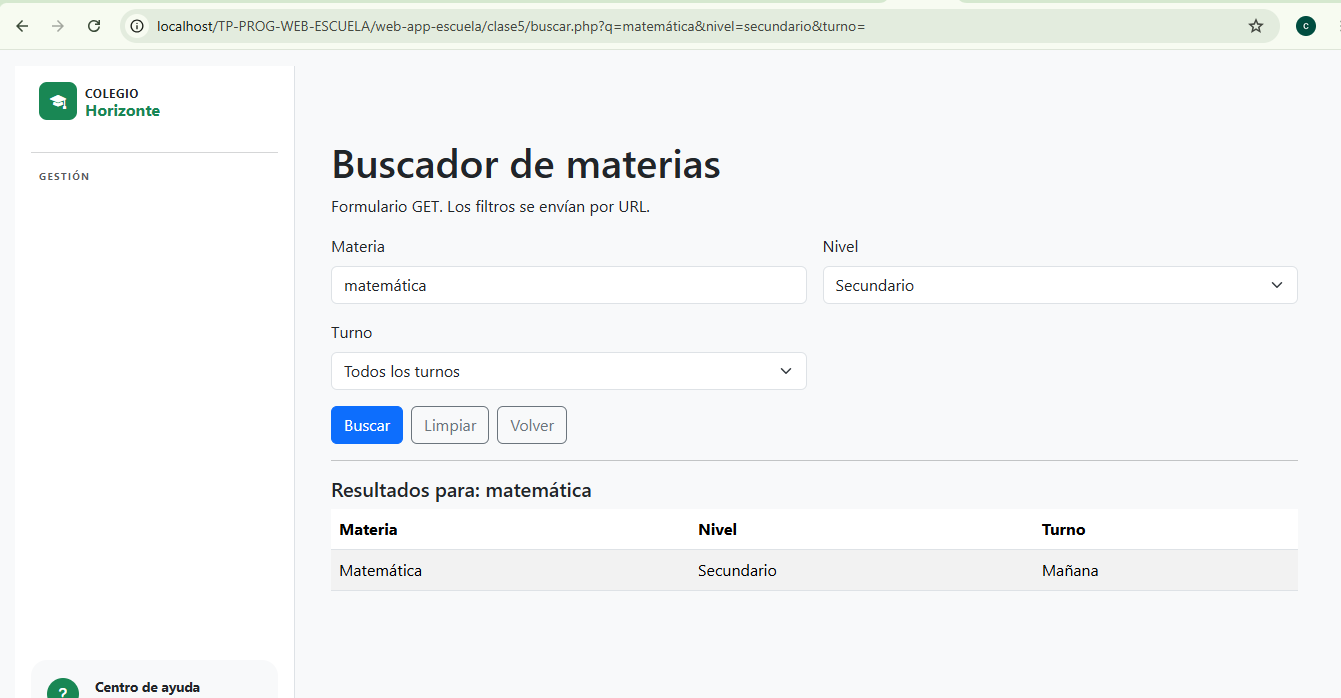 localhost/TP-PROG-WEB-ESCUELA/web-app-escuela/clase5/buscar.php?q=matemática&nivel=secundario&turno=
c
COLEGIO
Horizonte
GESTIÓN
Buscador de materias
Formulario GET. Los filtros se envían por URL.
Materia Nivel
matemática Secundario
Turno
Todos los turnos
Buscar Limpiar Volver
Resultados para: matemática
Materia Nivel Turno
Matemática Secundario Mañana
? Centro de ayuda